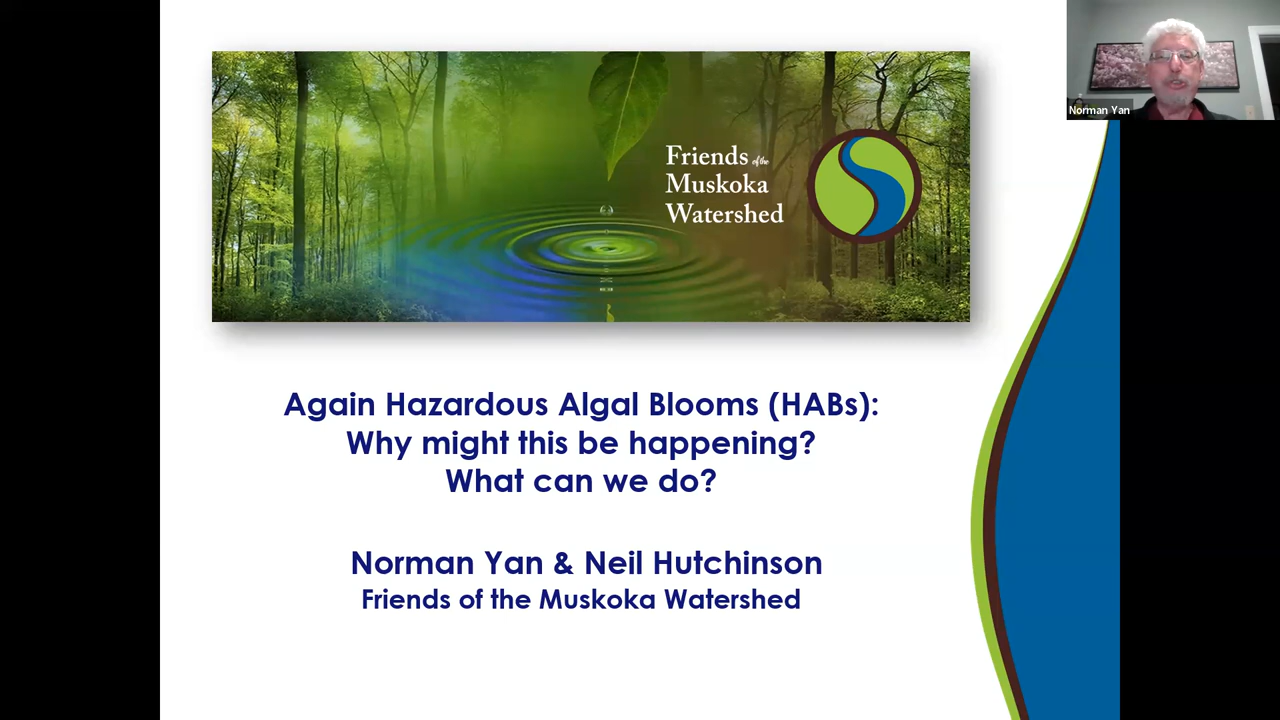 Friends of the
Muskoka
Watershed
Norman Yan
Again Hazardous Algal Blooms (HABs):
Why might this be happening?
What can we do?
Norman Yan & Neil Hutchinson
Friends of the Muskoka Watershed